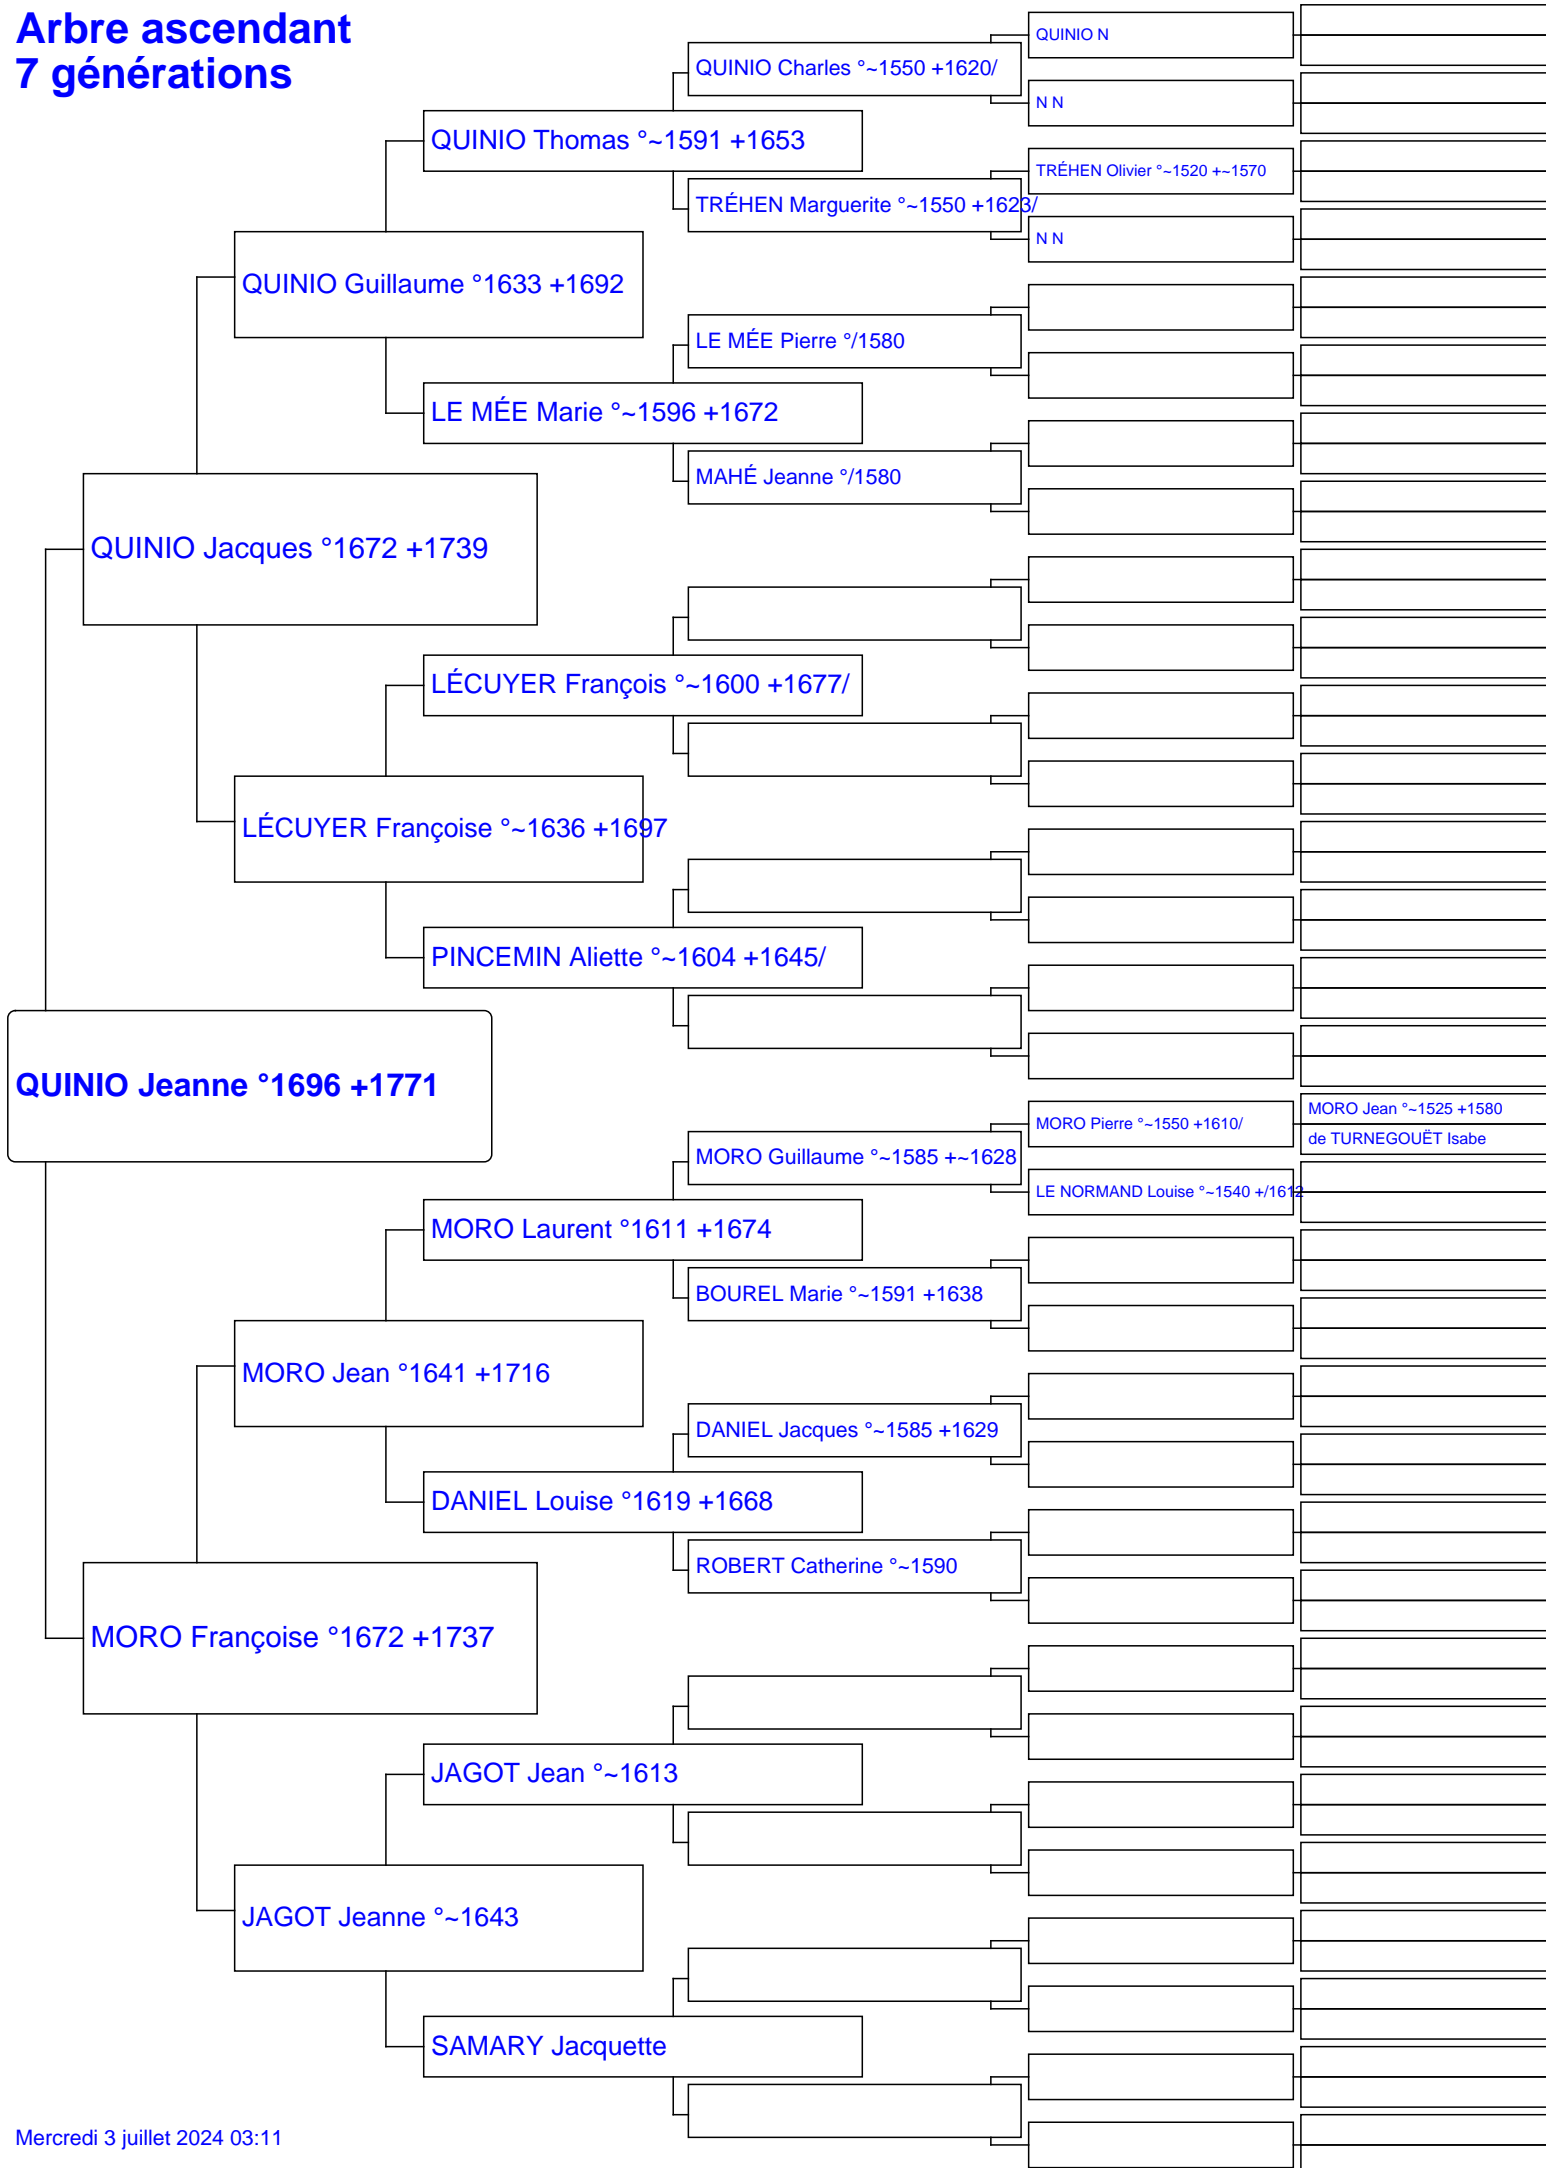 Arbre ascendant
7 générations
QUINIO N
QUINIO Charles °~1550 +1620/
N N
QUINIO Thomas °~1591 +1653
TRÉHEN Olivier °~1520 +~1570
TRÉHEN Marguerite °~1550 +1623/
N N
QUINIO Guillaume °1633 +1692
LE MÉE Pierre °/1580
LE MÉE Marie °~1596 +1672
MAHÉ Jeanne °/1580
QUINIO Jacques °1672 +1739
LÉCUYER François °~1600 +1677/
LÉCUYER Françoise °~1636 +1697
PINCEMIN Aliette °~1604 +1645/
QUINIO Jeanne °1696 +1771
MORO Jean °~1525 +1580
MORO Pierre °~1550 +1610/
de TURNEGOUËT Isabe
MORO Guillaume °~1585 +~1628
LE NORMAND Louise °~1540 +/1612
MORO Laurent °1611 +1674
BOUREL Marie °~1591 +1638
MORO Jean °1641 +1716
DANIEL Jacques °~1585 +1629
DANIEL Louise °1619 +1668
ROBERT Catherine °~1590
MORO Françoise °1672 +1737
JAGOT Jean °~1613
JAGOT Jeanne °~1643
SAMARY Jacquette
Mercredi 3 juillet 2024 03:11